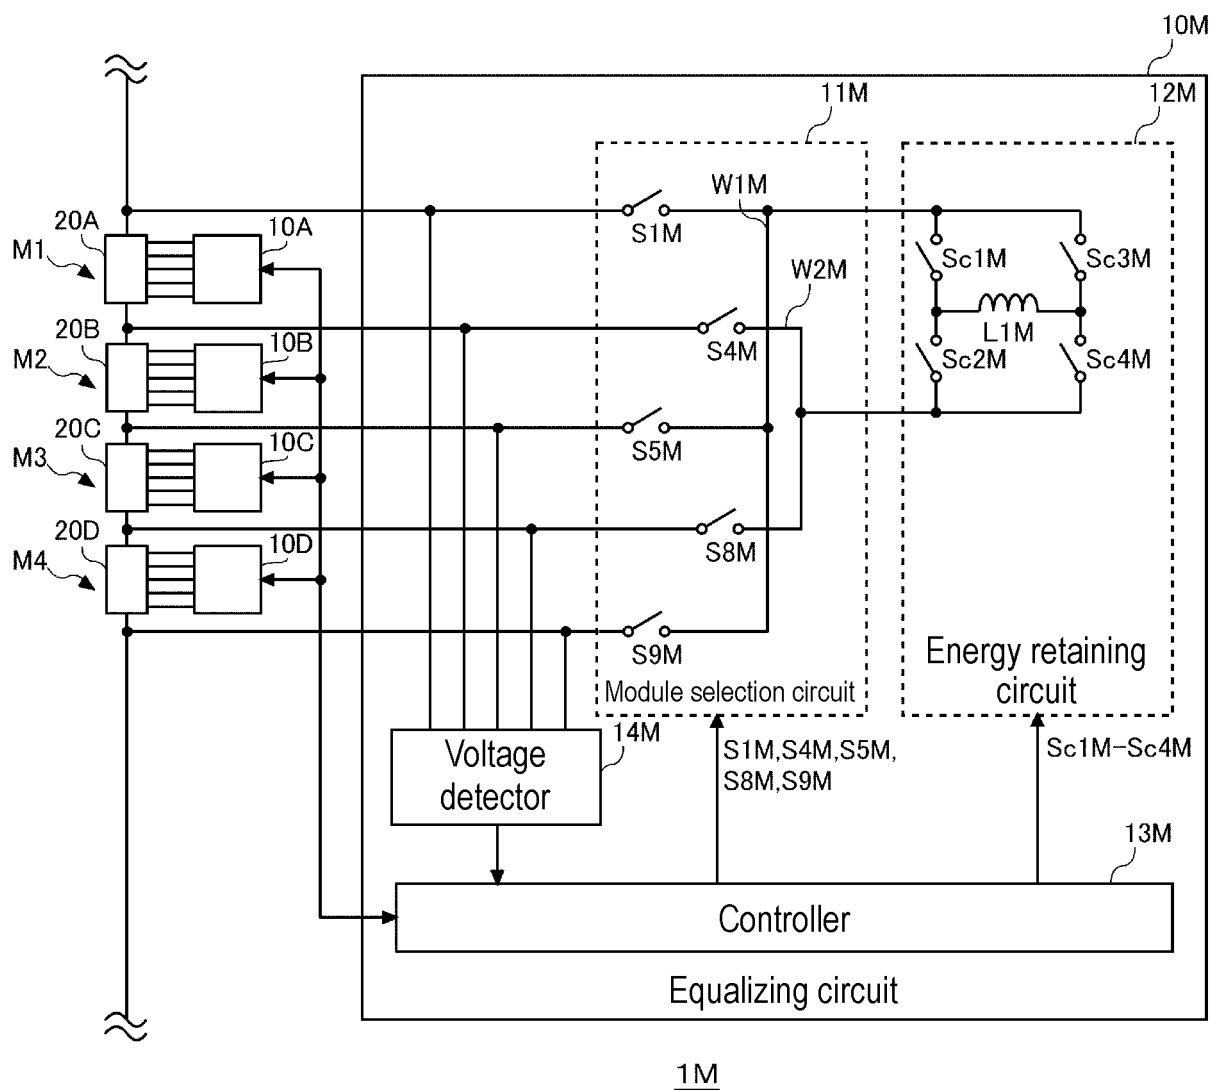 10M
11M
12M
W1M
20A
10A
S1M
M1
Sc1M
Sc3M
W2M
20B
10B
L1M
S4M
Sc2M
Sc4M
M2
20C
10C
S5M
M3
20D
10D
S8M
M4
S9M
Energy retaining
circuit
Module selection circuit
14M
Voltage
detector
S1M,S4M,S5M,
S8M,S9M
Sc1M-Sc4M
13M
Controller
Equalizing circuit
1M